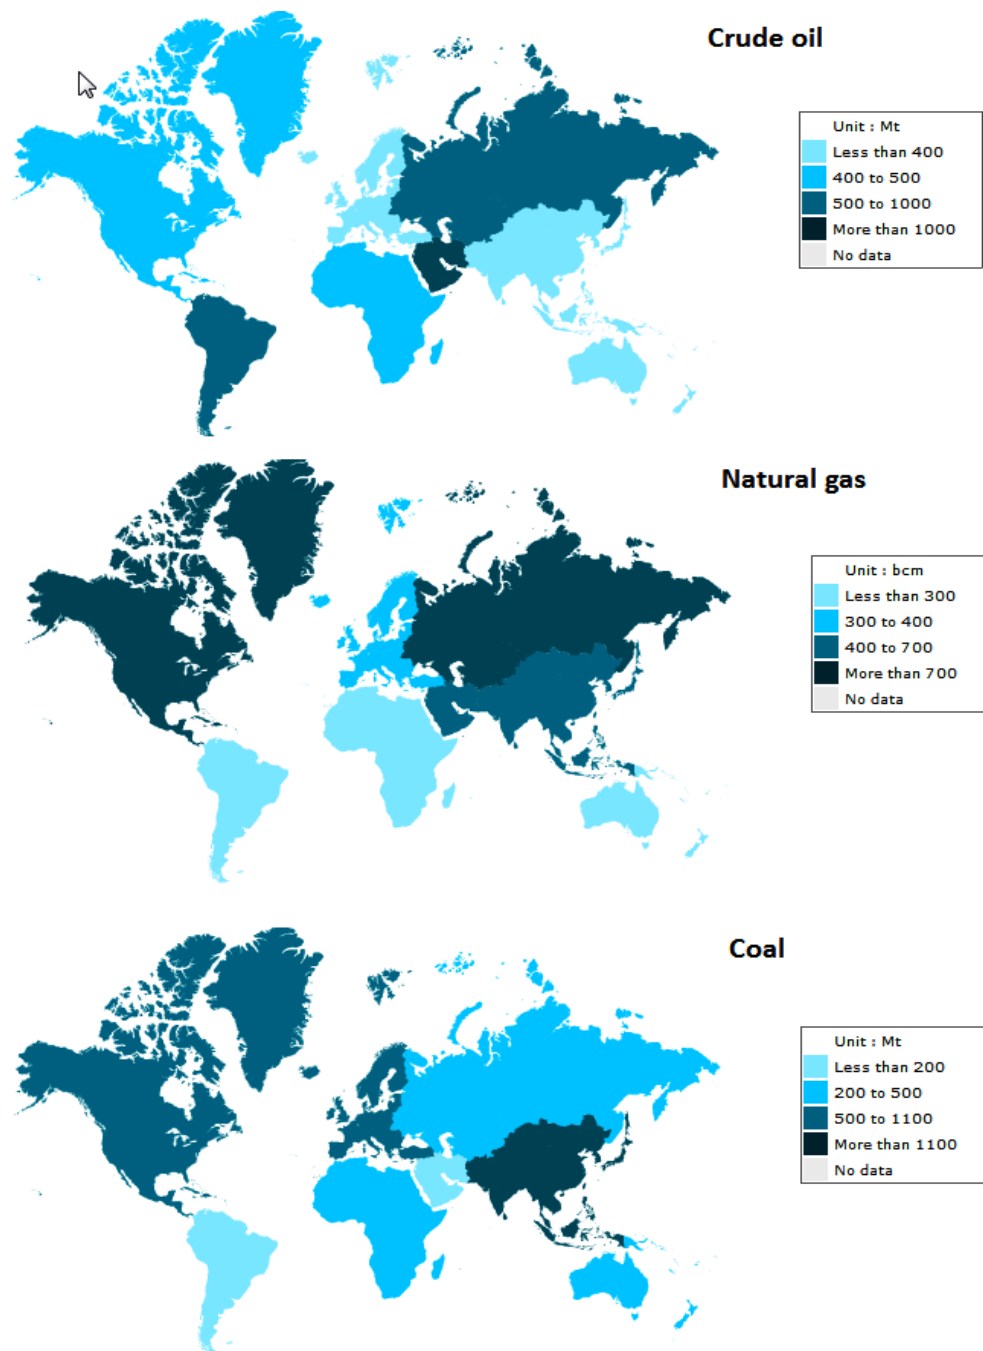 Crude oil
Unit : Mt
Less than 400
400 to 500
500 to 1000
More than 1000
No data
Natural gas
Unit : bcm
Less than 300
300 to 400
400 to 700
More than 700
No data
Coal
Unit : Mt
Less than 200
200 to 500
500 to 1100
More than 1100
No data